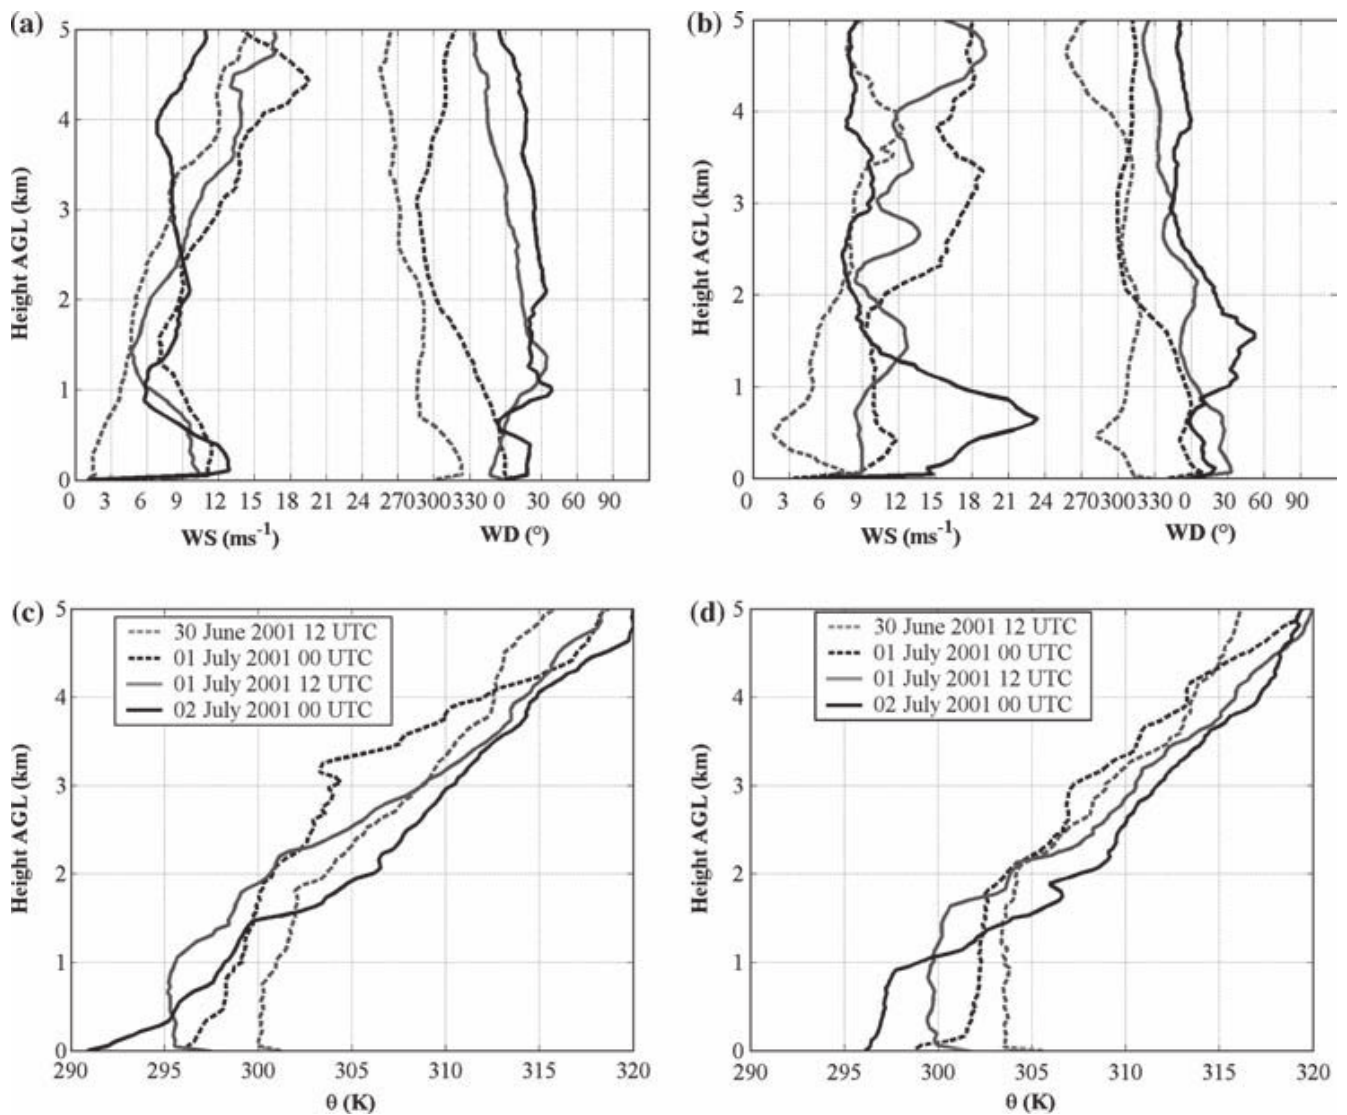 (a)
5
4
3
2
1
0
Height AGL (km)
0 3 6 9 12 15 18 21 24 270 300 330 0 30 60 90
WS (ms-1) WD (°)
(b)
5
4
3
2
1
0
Height AGL (km)
0 3 6 9 12 15 18 21 24 270 300 330 0 30 60 90
WS (ms-1) WD (°)
(c)
30 June 2001 12 UTC
01 July 2001 00 UTC
01 July 2001 12 UTC
02 July 2001 00 UTC
5
4
3
2
1
0
Height AGL (km)
290 295 300 305 310 315 320
θ (K)
(d)
30 June 2001 12 UTC
01 July 2001 00 UTC
01 July 2001 12 UTC
02 July 2001 00 UTC
5
4
3
2
1
0
Height AGL (km)
290 295 300 305 310 315 320
θ (K)